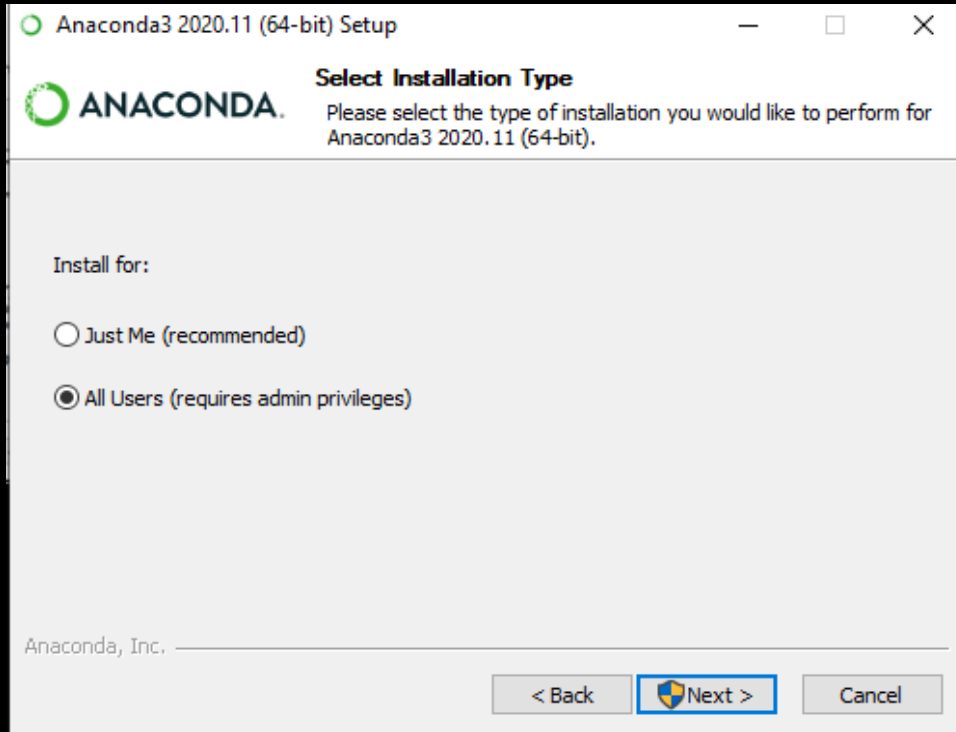 Anaconda3 2020.11 (64-bit) Setup
ANACONDA.
Select Installation Type
Please select the type of installation you would like to perform for
Anaconda3 2020.11 (64-bit).
Install for:
Just Me (recommended)
All Users (requires admin privileges)
Anaconda, Inc.
< Back
Next >
Cancel